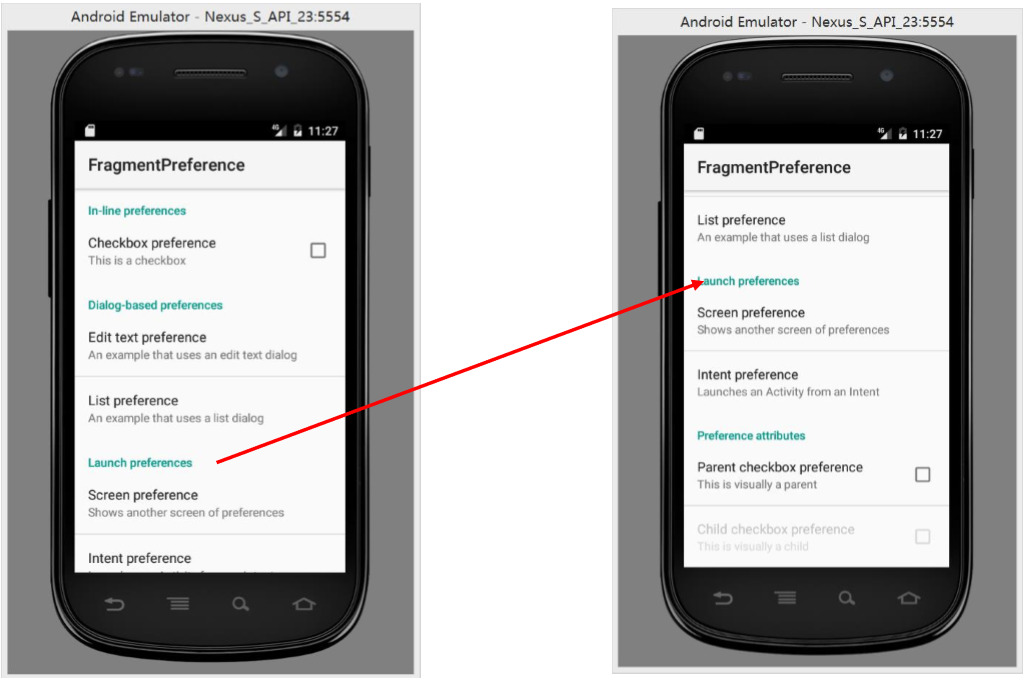 Android Emulator - Nexus_S_API_23:5554
4G 11:27
FragmentPreference
In-line preferences
Checkbox preference
This is a checkbox
Dialog-based preferences
Edit text preference
An example that uses an edit text dialog
List preference
An example that uses a list dialog
Launch preferences
Screen preference
Shows another screen of preferences
Intent preference
Android Emulator - Nexus_S_API_23:5554
4G 11:27
FragmentPreference
List preference
An example that uses a list dialog
Launch preferences
Screen preference
Shows another screen of preferences
Intent preference
Launches an Activity from an Intent
Preference attributes
Parent checkbox preference
This is visually a parent
Child checkbox preference
This is visually a child